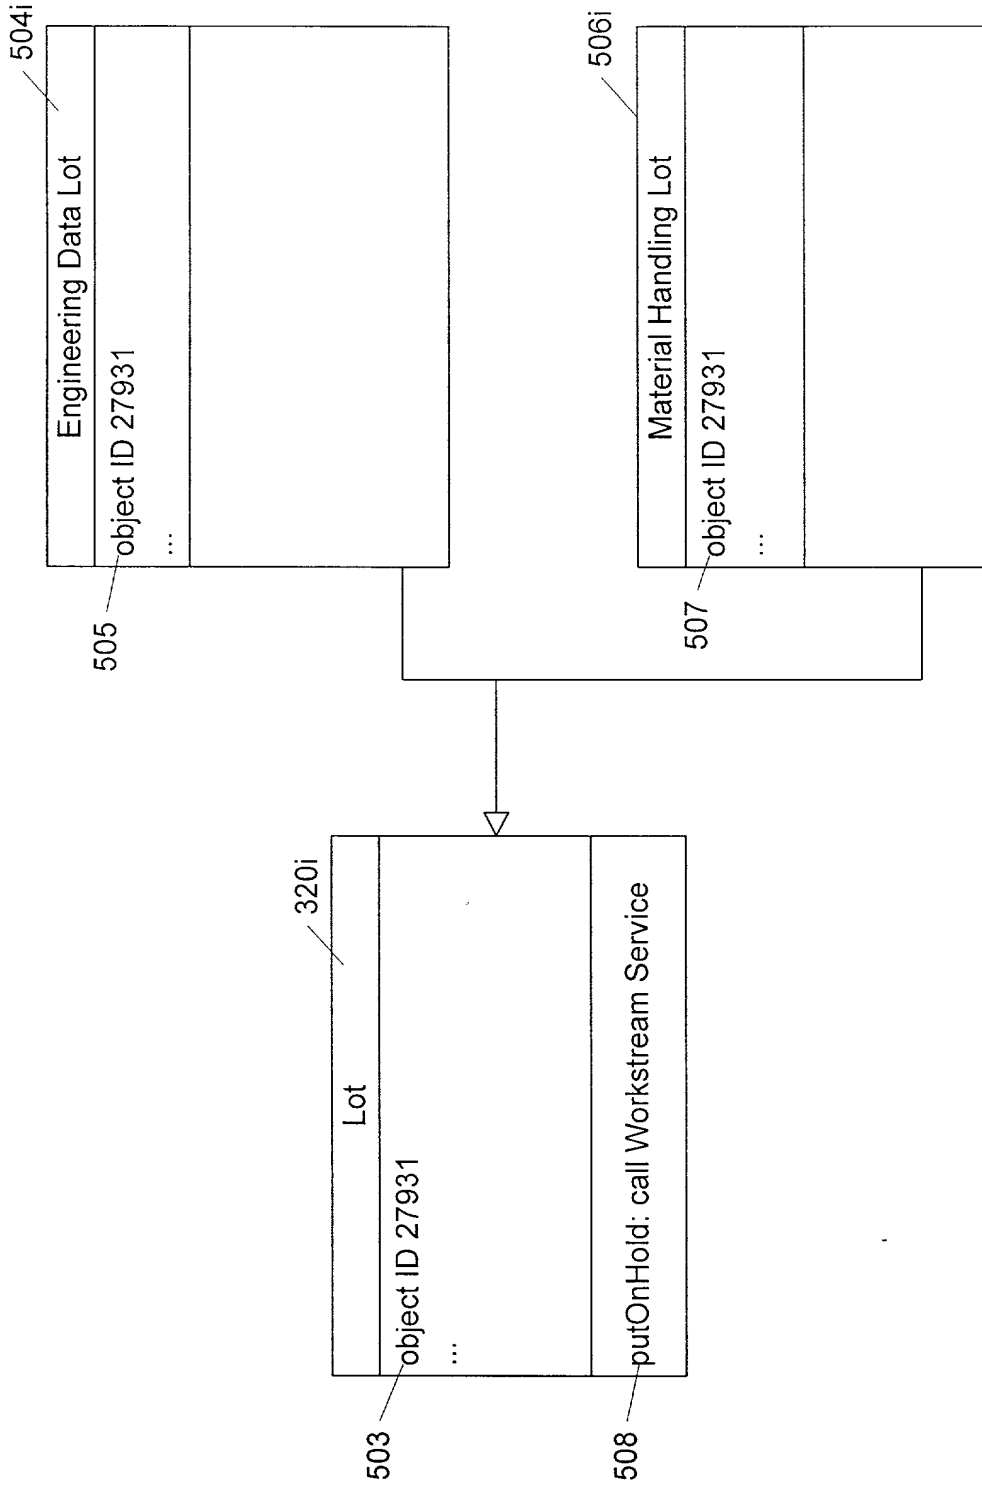 320i
Lot
503
object ID 27931
...
508
putOnHold: call Workstream Service
504i
Engineering Data Lot
505
object ID 27931
...
506i
Material Handling Lot
507
object ID 27931
...